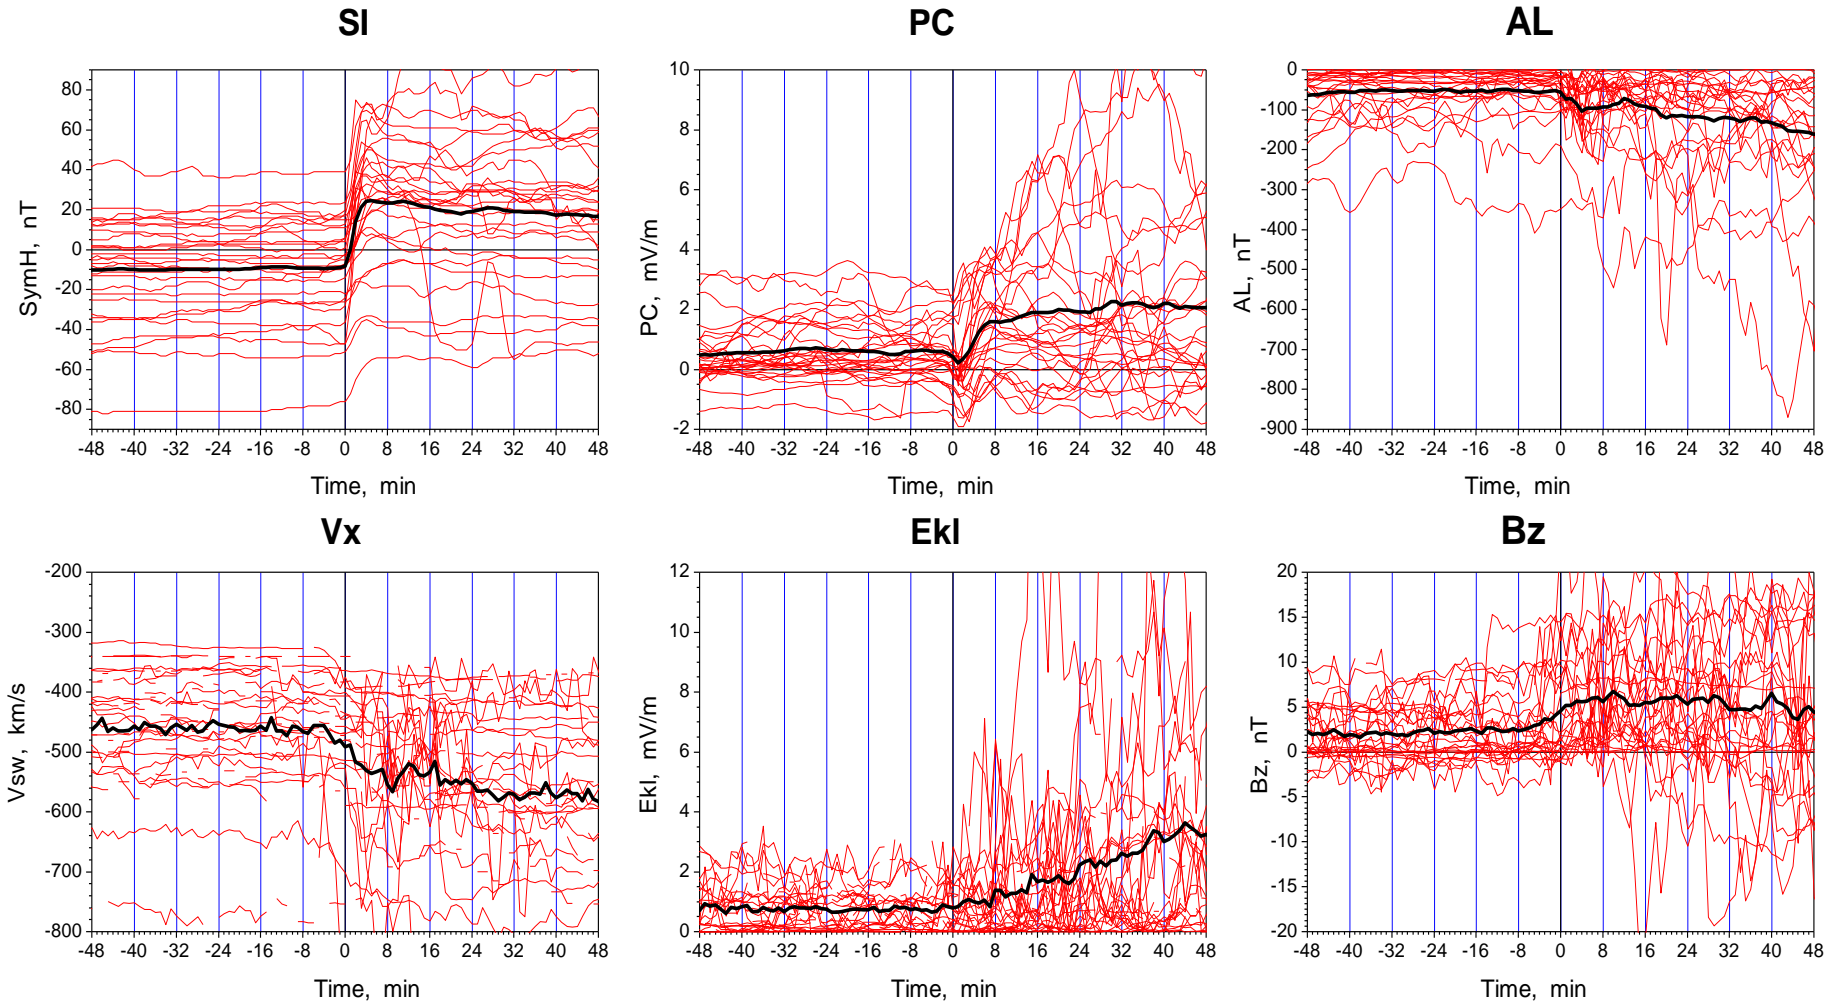 SI PC AL
80
60
40
20
0
-20
-40
-60
-80
SymH, nT
-48 -40 -32 -24 -16 -8 0 8 16 24 32 40 48
Time, min
10
8
6
4
2
0
-2
PC, mV/m
-48 -40 -32 -24 -16 -8 0 8 16 24 32 40 48
Time, min
0
-100
-200
-300
-400
-500
-600
-700
-800
-900
AL, nT
-48 -40 -32 -24 -16 -8 0 8 16 24 32 40 48
Time, min
Vx Ekl Bz
-200
-300
-400
-500
-600
-700
-800
Vsw, km/s
-48 -40 -32 -24 -16 -8 0 8 16 24 32 40 48
Time, min
12
10
8
6
4
2
0
Ekl, mV/m
-48 -40 -32 -24 -16 -8 0 8 16 24 32 40 48
Time, min
20
15
10
5
0
-5
-10
-15
-20
Bz, nT
-48 -40 -32 -24 -16 -8 0 8 16 24 32 40 48
Time, min